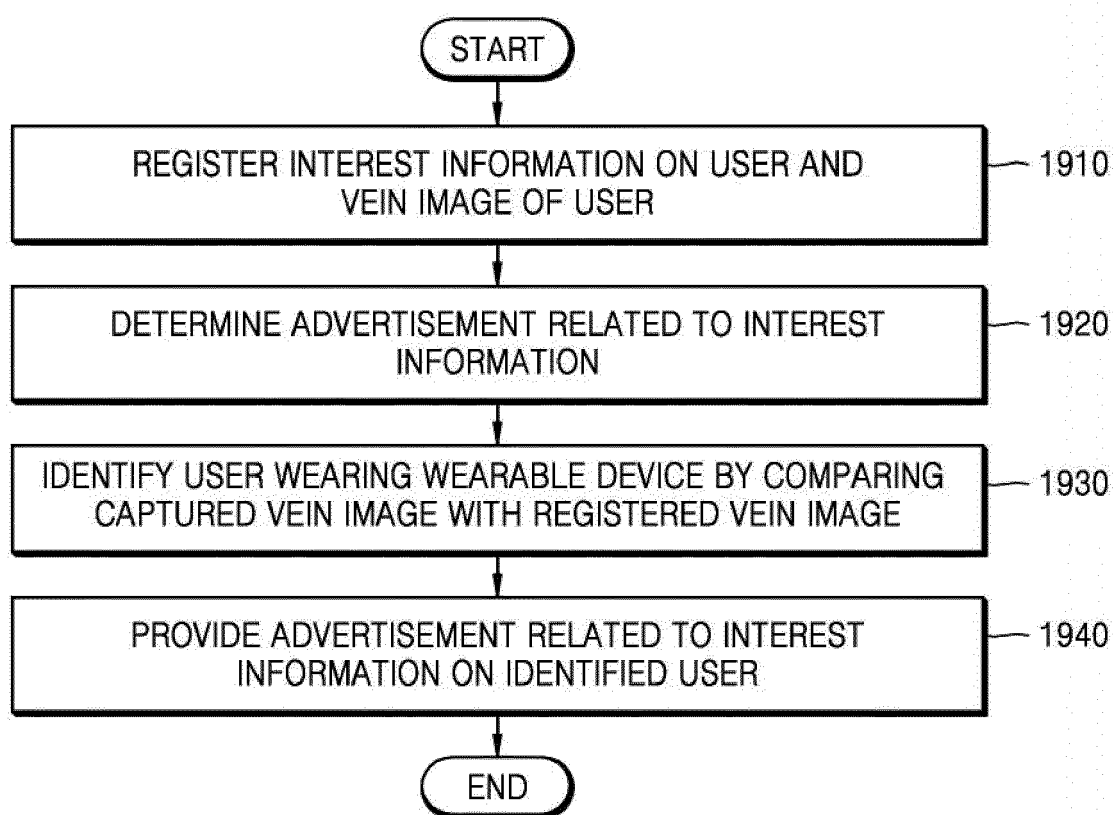 START
REGISTER INTEREST INFORMATION ON USER AND
VEIN IMAGE OF USER
1910
DETERMINE ADVERTISEMENT RELATED TO INTEREST
INFORMATION
1920
IDENTIFY USER WEARING WEARABLE DEVICE BY COMPARING
CAPTURED VEIN IMAGE WITH REGISTERED VEIN IMAGE
1930
PROVIDE ADVERTISEMENT RELATED TO INTEREST
INFORMATION ON IDENTIFIED USER
1940
END